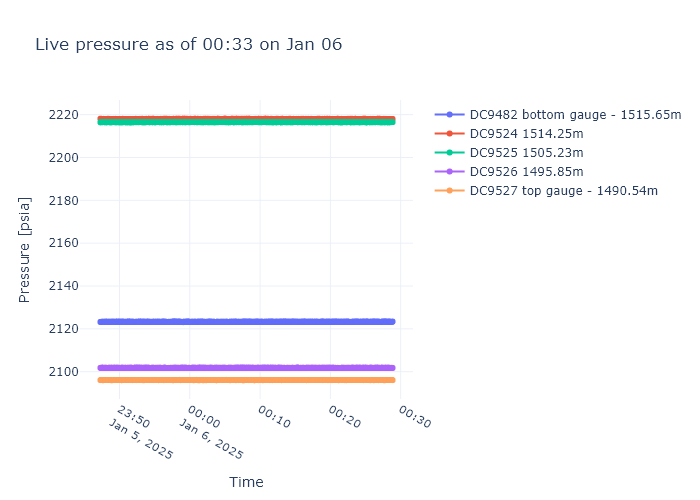 Live pressure as of 00:33 on Jan 06
Pressure [psia]
2220
2200
2180
2160
2140
2120
2100
23:50
Jan 5, 2025
00:00
Jan 6, 2025
00:10
00:20
00:30
Time
DC9482 bottom gauge - 1515.65m
DC9524 1514.25m
DC9525 1505.23m
DC9526 1495.85m
DC9527 top gauge - 1490.54m